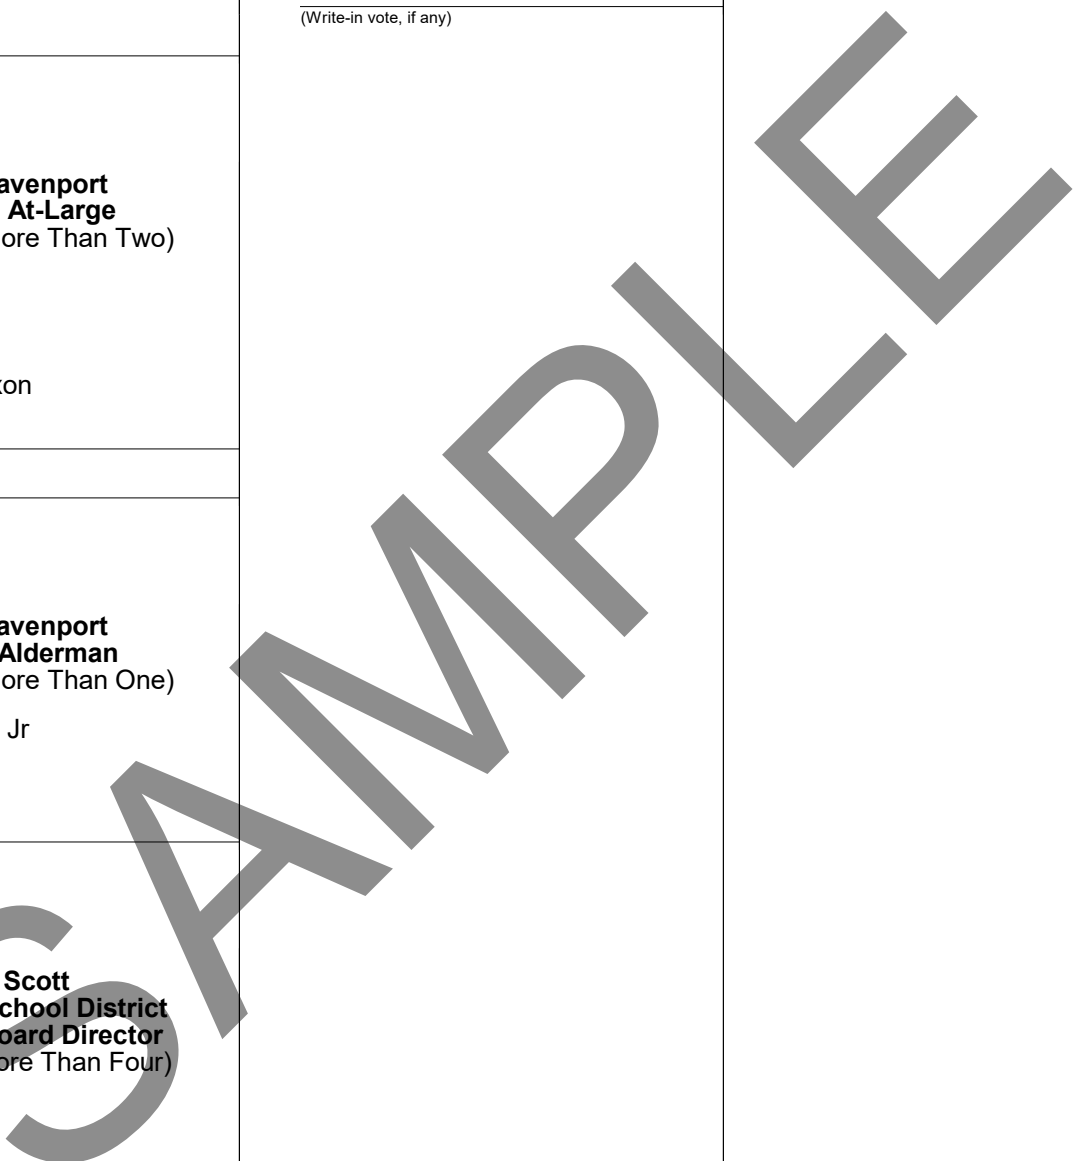 (Write-in vote, if any)
avenport
At-Large
ore Than Two)
xon
avenport
Alderman
ore Than One)
Jr
Scott
chool District
oard Director
ore Than Four)
SAMPLE